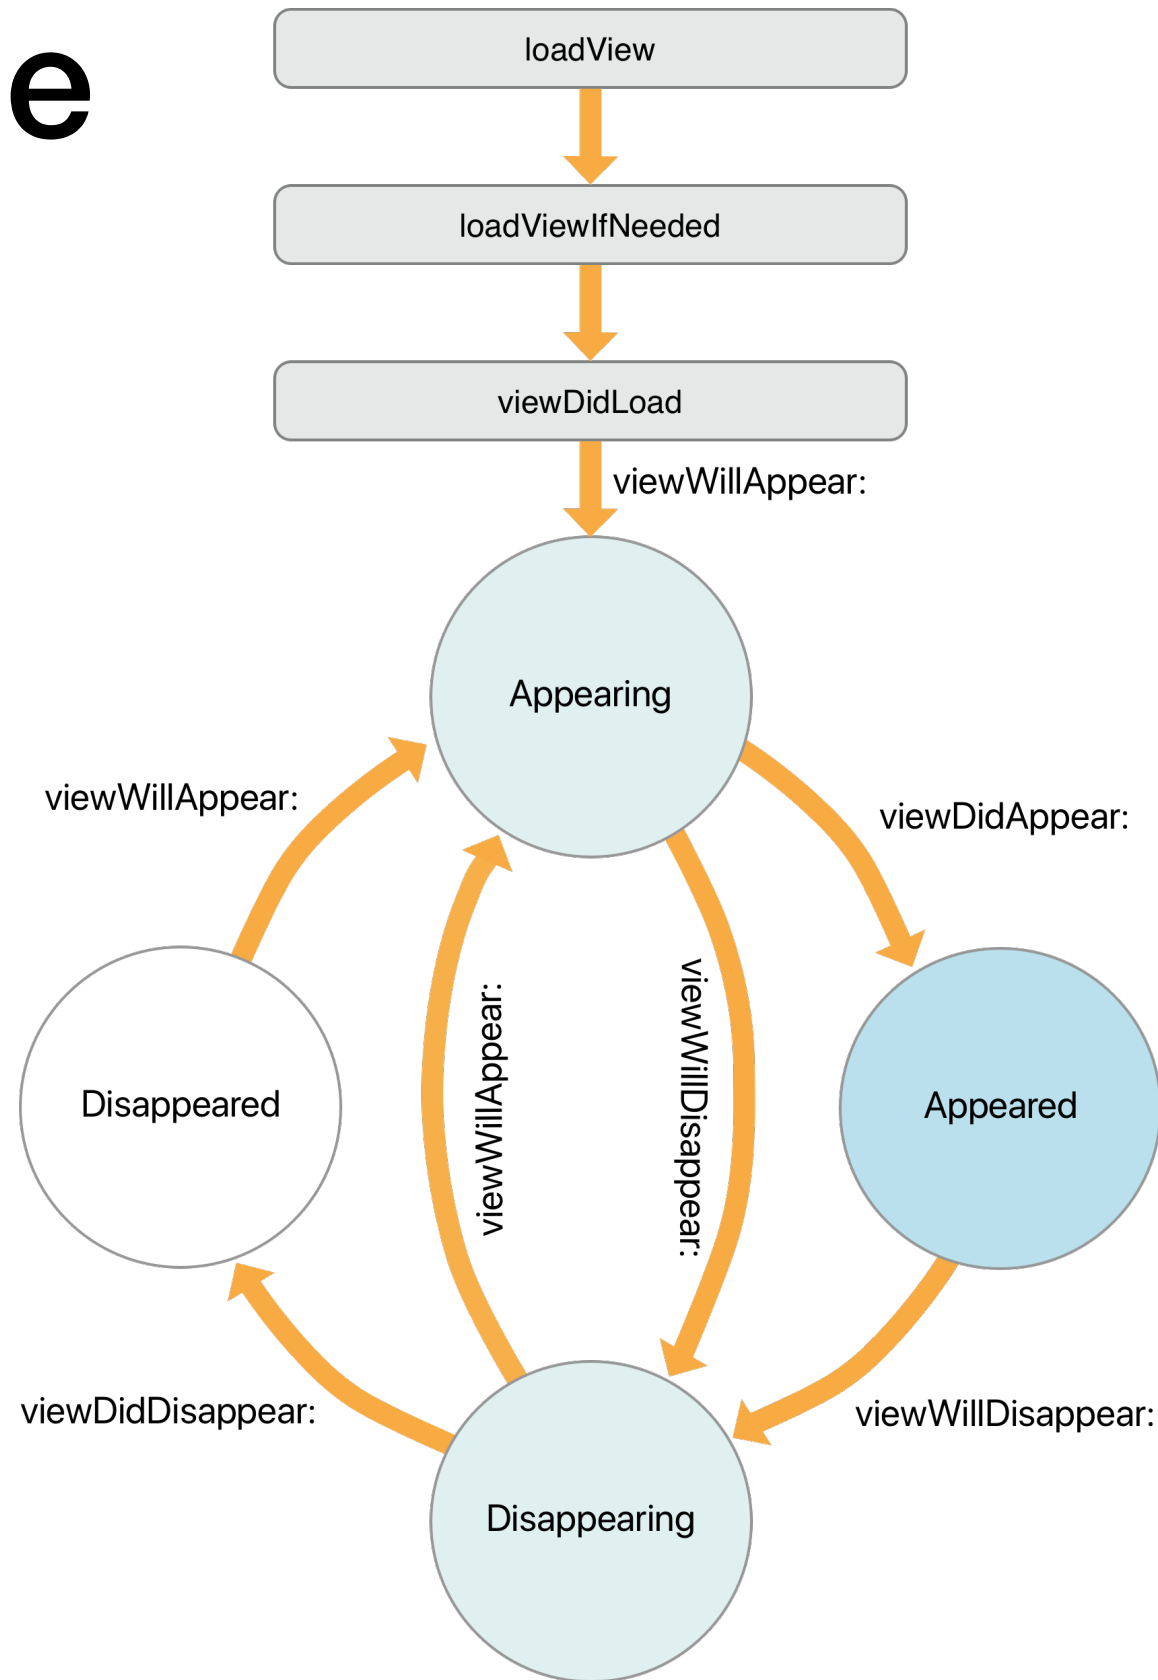 e
loadView
loadViewIfNeeded
viewDidLoad
viewWillAppear:
Appearing
viewWillAppear:
viewDidAppear:
viewWillAppear:
viewWillDisappear:
Disappeared
Appeared
viewDidDisappear:
viewWillDisappear:
Disappearing